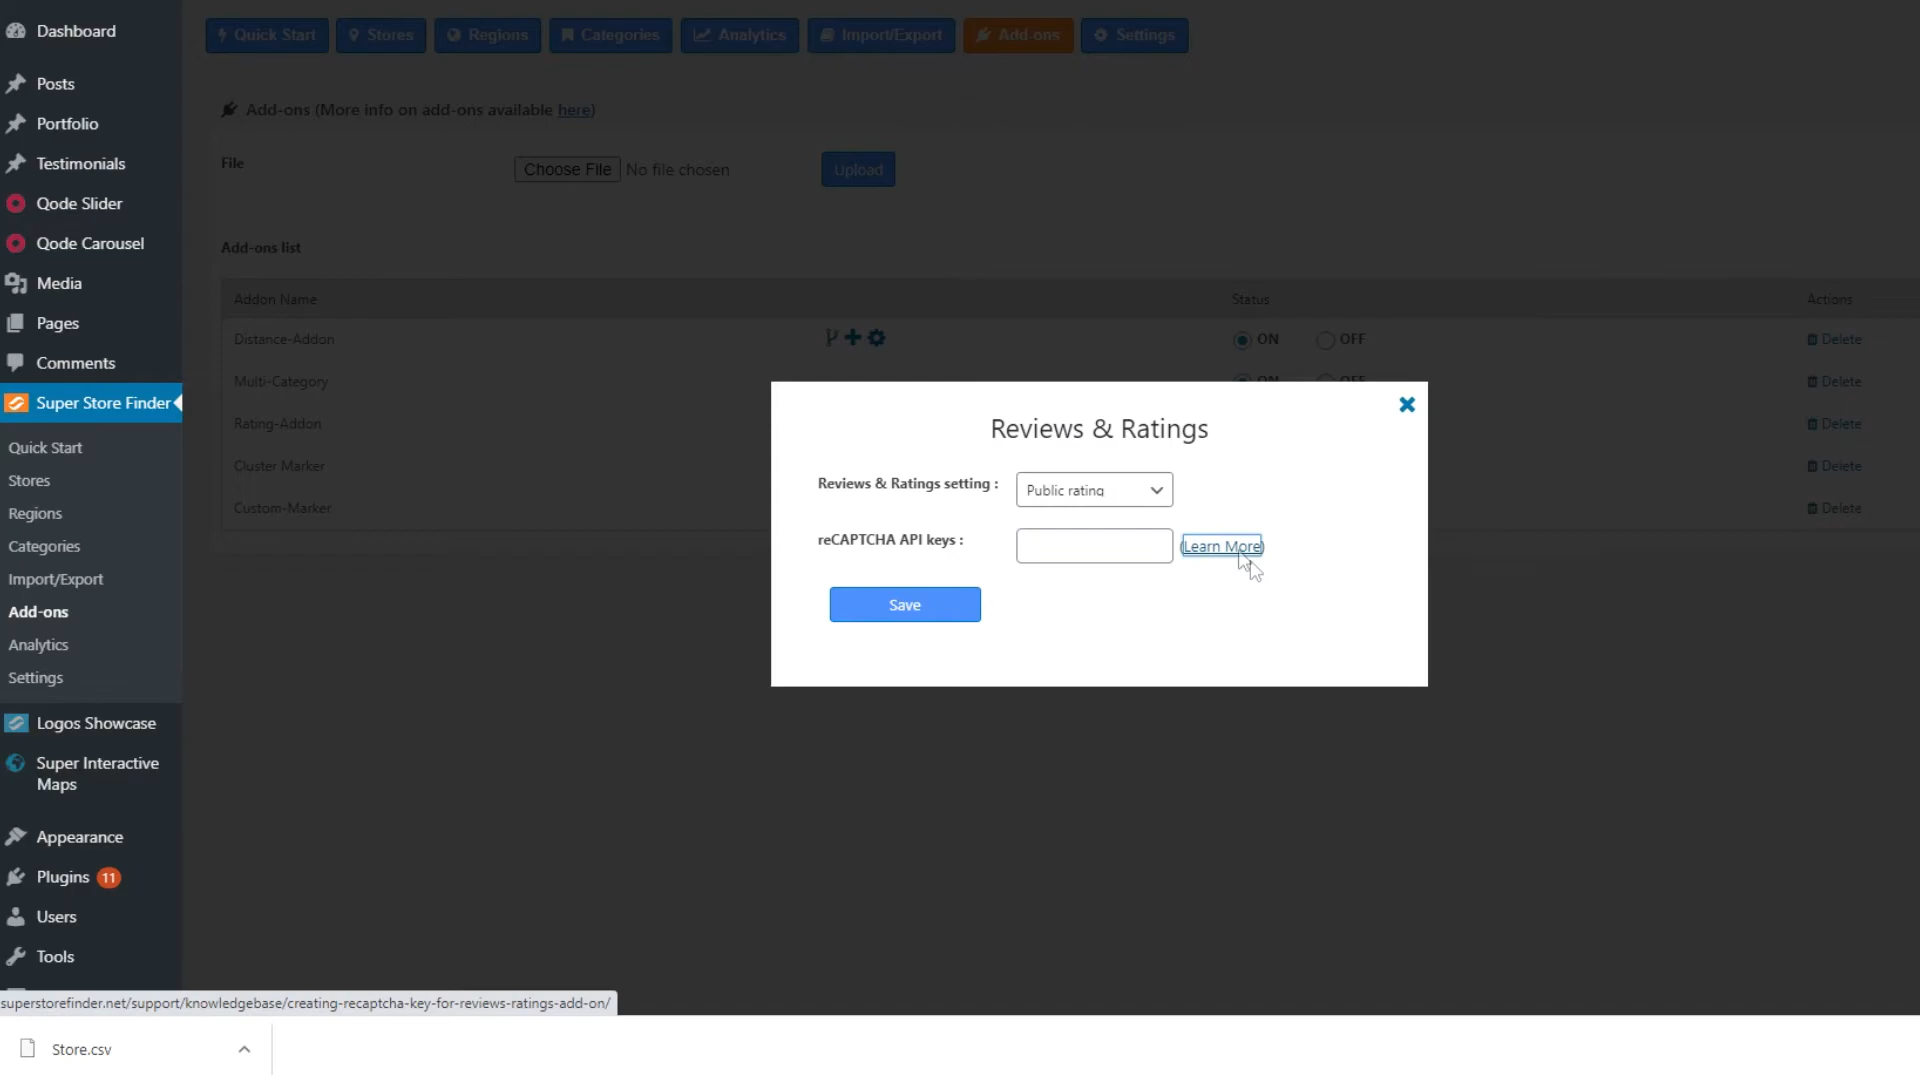 Dashboard
Posts
Portfolio
Testimonials
Qode Slider
Qode Carousel
Media
Pages
Comments
Super Store Finder
Quick Start
Stores
Regions
Categories
Import/Export
Add-ons
Analytics
Settings
Logos Showcase
Super Interactive
Maps
Appearance
Plugins 11
Users
Tools
Quick Start Stores Regions Categories Analytics Import/Export Add-ons Settings
Add-ons (More info on add-ons available here)
File Choose File No file chosen Upload
Add-ons list
Addon Name Status Actions
Distance-Addon ON OFF Delete
Multi-Category ON OFF Delete
Rating-Addon Delete
Cluster Marker Delete
Custom-Marker Delete
Reviews & Ratings
Reviews & Ratings setting : Public rating
reCAPTCHA API keys : (Learn More)
Save
superstorefinder.net/support/knowledgebase/creating-recaptcha-key-for-reviews-ratings-add-on/
Store.csv